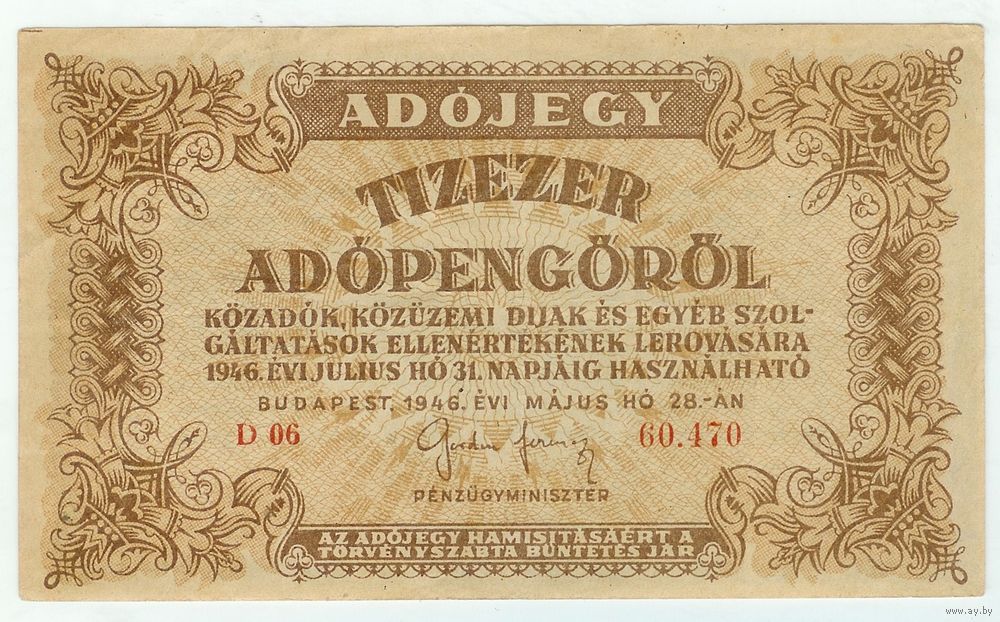 ADÓJEGY
TIZEZER
ADÓPENGŐRŐL
KÖZADÓK, KÖZÜZEMI DIJAK ÉS EGYÉB SZOL-
GÁLTATÁSOK ELLENÉRTÉKÉNEK LEROVÁSÁRA
1946. ÉVI JULIUS HÓ 31. NAPJÁIG HASZNÁLHATÓ
BUDAPEST, 1946. ÉVI MÁJUS HÓ 28.-ÁN
D 06 Gordon Ferenc 60.470
PÉNZÜGYMINISZTER
AZ ADÓJEGY HAMISITÁSÁÉRT A
TÖRVÉNYSZABTA BÜNTETÉS JÁR
www.ay.by